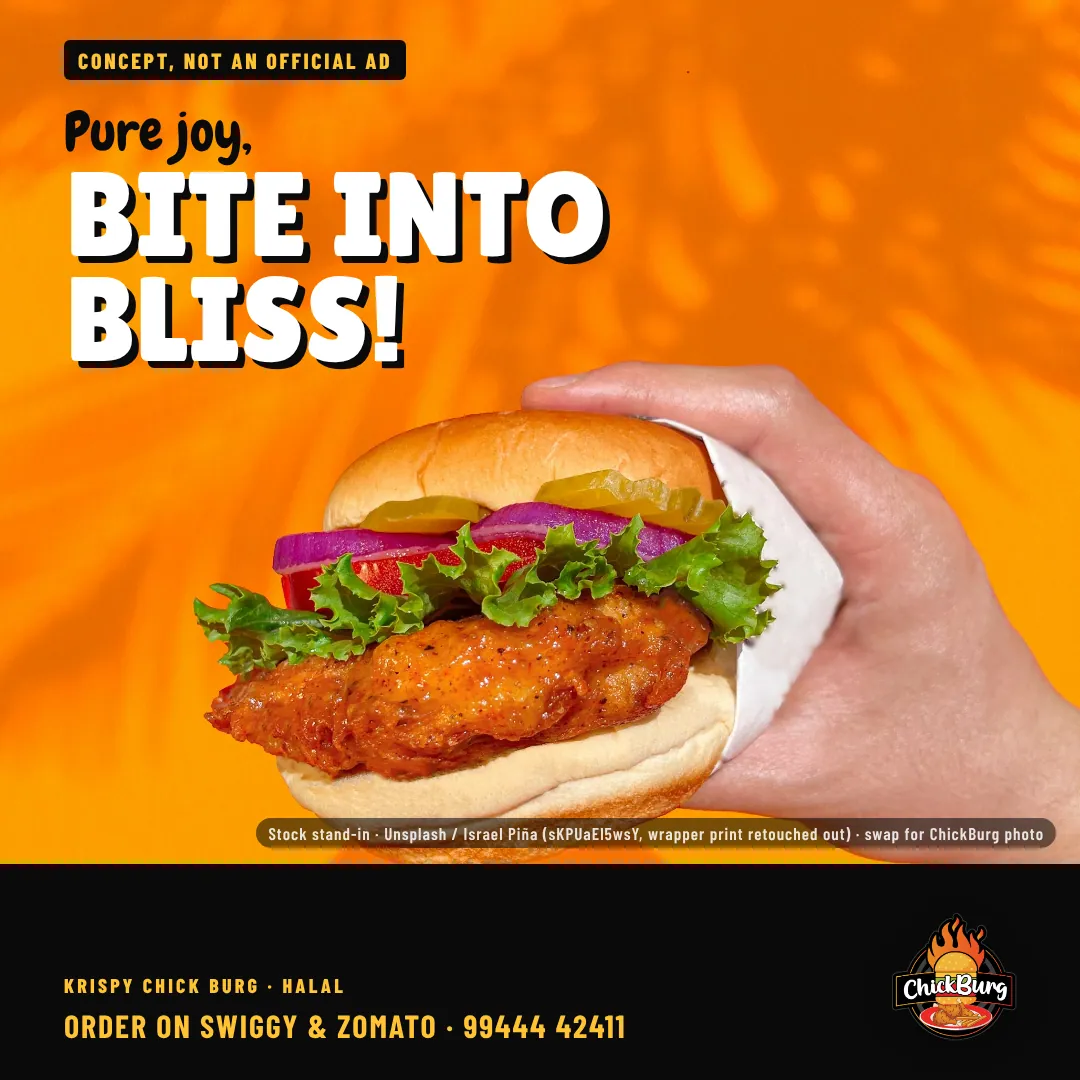 CONCEPT, NOT AN OFFICIAL AD
Pure joy,
BITE INTO
BLISS!
Stock stand-in · Unsplash / Israel Piña (sKPUaEl5wsY, wrapper print retouched out) · swap for ChickBurg photo
KRISPY CHICK BURG · HALAL
ORDER ON SWIGGY & ZOMATO · 99444 42411
ChickBurg